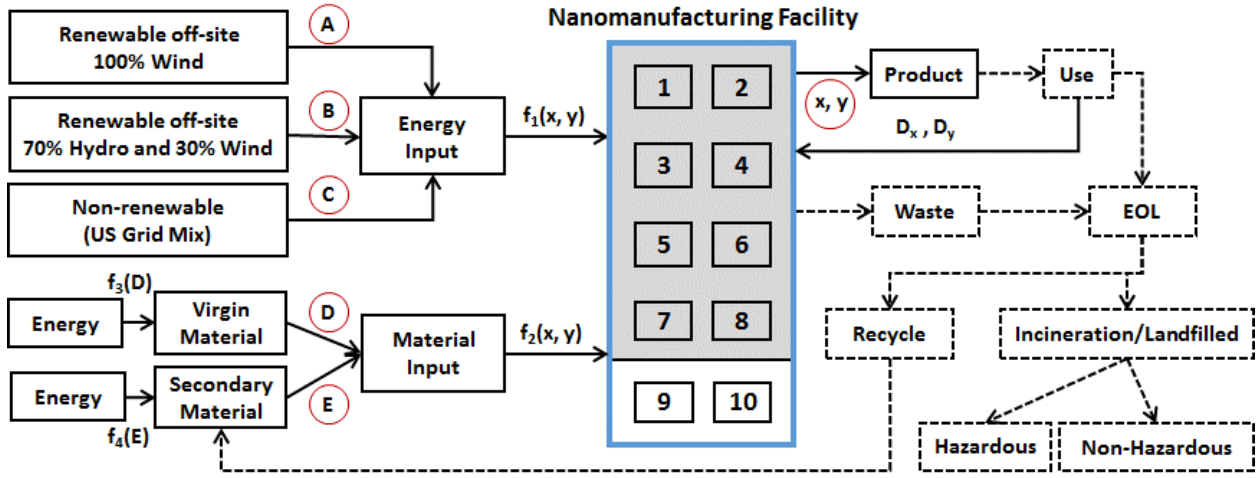 Nanomanufacturing Facility
Renewable off-site
100% Wind
A
Renewable off-site
70% Hydro and 30% Wind
B
Non-renewable
(US Grid Mix)
C
Energy
Input
f1(x, y)
f3(D)
Energy
Virgin
Material
D
Energy
f4(E)
Secondary
Material
E
Material
Input
f2(x, y)
1
2
3
4
5
6
7
8
9
10
x, y
Product
Use
Dx , Dy
Waste
EOL
Recycle
Incineration/Landfilled
Hazardous
Non-Hazardous